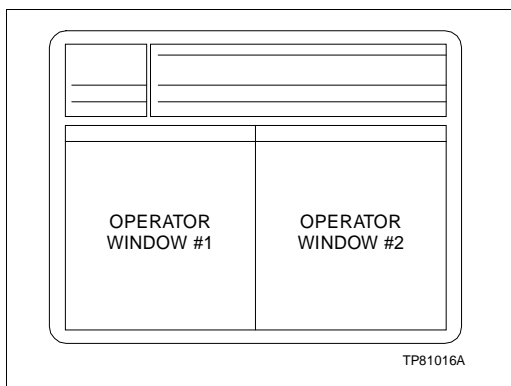 OPERATOR
WINDOW #1
OPERATOR
WINDOW #2
TP81016A